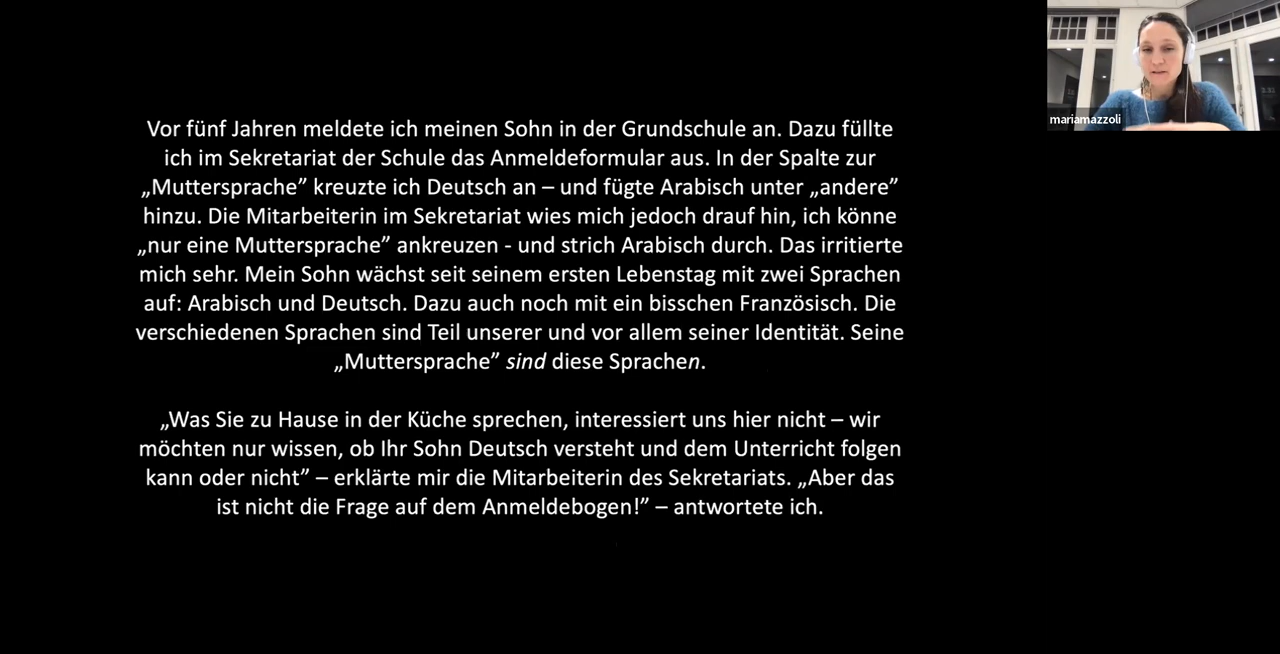 mariamazzoli
Vor fünf Jahren meldete ich meinen Sohn in der Grundschule an. Dazu füllte
ich im Sekretariat der Schule das Anmeldeformular aus. In der Spalte zur
„Muttersprache” kreuzte ich Deutsch an – und fügte Arabisch unter „andere”
hinzu. Die Mitarbeiterin im Sekretariat wies mich jedoch drauf hin, ich könne
„nur eine Muttersprache” ankreuzen - und strich Arabisch durch. Das irritierte
mich sehr. Mein Sohn wächst seit seinem ersten Lebenstag mit zwei Sprachen
auf: Arabisch und Deutsch. Dazu auch noch mit ein bisschen Französisch. Die
verschiedenen Sprachen sind Teil unserer und vor allem seiner Identität. Seine
„Muttersprache” sind diese Sprachen.
„Was Sie zu Hause in der Küche sprechen, interessiert uns hier nicht – wir
möchten nur wissen, ob Ihr Sohn Deutsch versteht und dem Unterricht folgen
kann oder nicht” – erklärte mir die Mitarbeiterin des Sekretariats. „Aber das
ist nicht die Frage auf dem Anmeldebogen!” – antwortete ich.